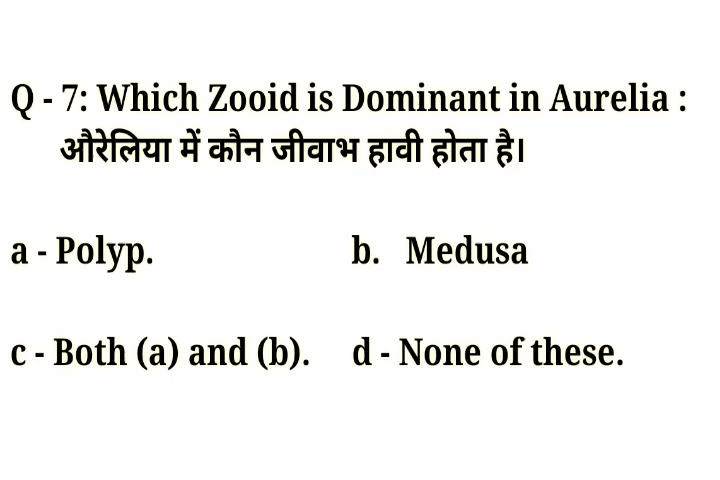 Q - 7: Which Zooid is Dominant in Aurelia :
औरेलिया में कौन जीवाभ हावी होता है।
a - Polyp. b. Medusa
c - Both (a) and (b). d - None of these.